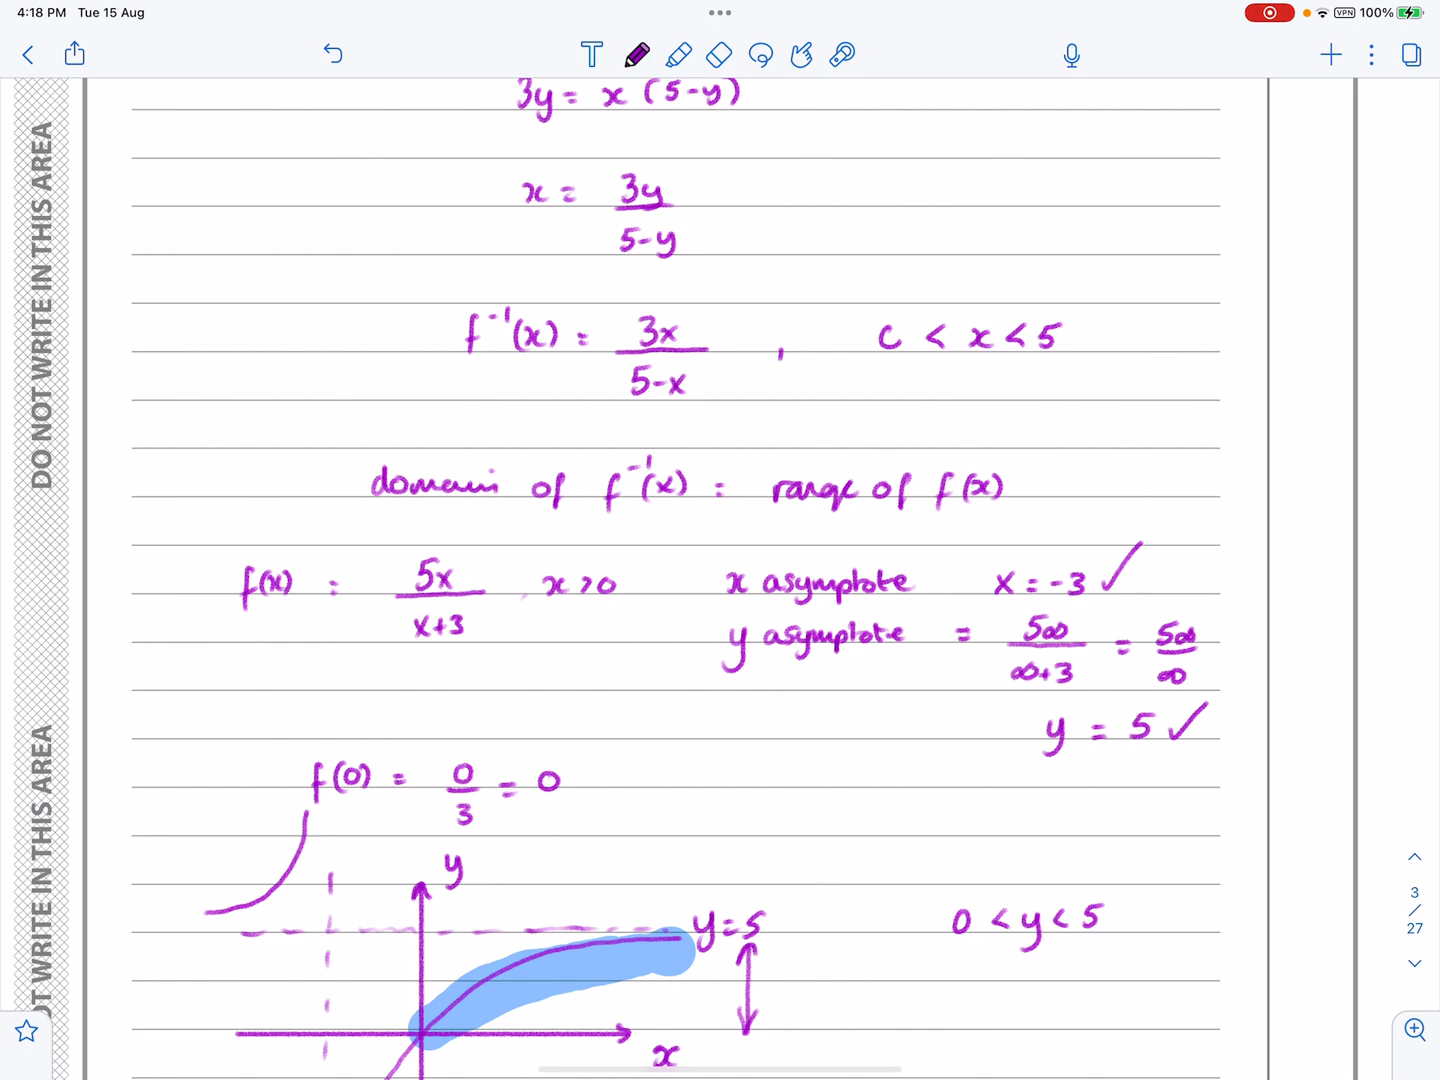 4:18 PM Tue 15 Aug
VPN 100%
T
DO NOT WRITE IN THIS AREA
3y = x (5-y)
x = 3y / 5-y
f⁻¹(x) = 3x / 5-x , C < x < 5
domain of f⁻¹(x) = range of f(x)
f(x) = 5x / x+3 , x>0
x asymptote x = -3 ✓
y asymptote = 5∞ / ∞+3 = 5∞ / ∞
y = 5 ✓
f(0) = 0 / 3 = 0
y
y=5
0 < y < 5
x
OT WRITE IN THIS AREA
3 / 27